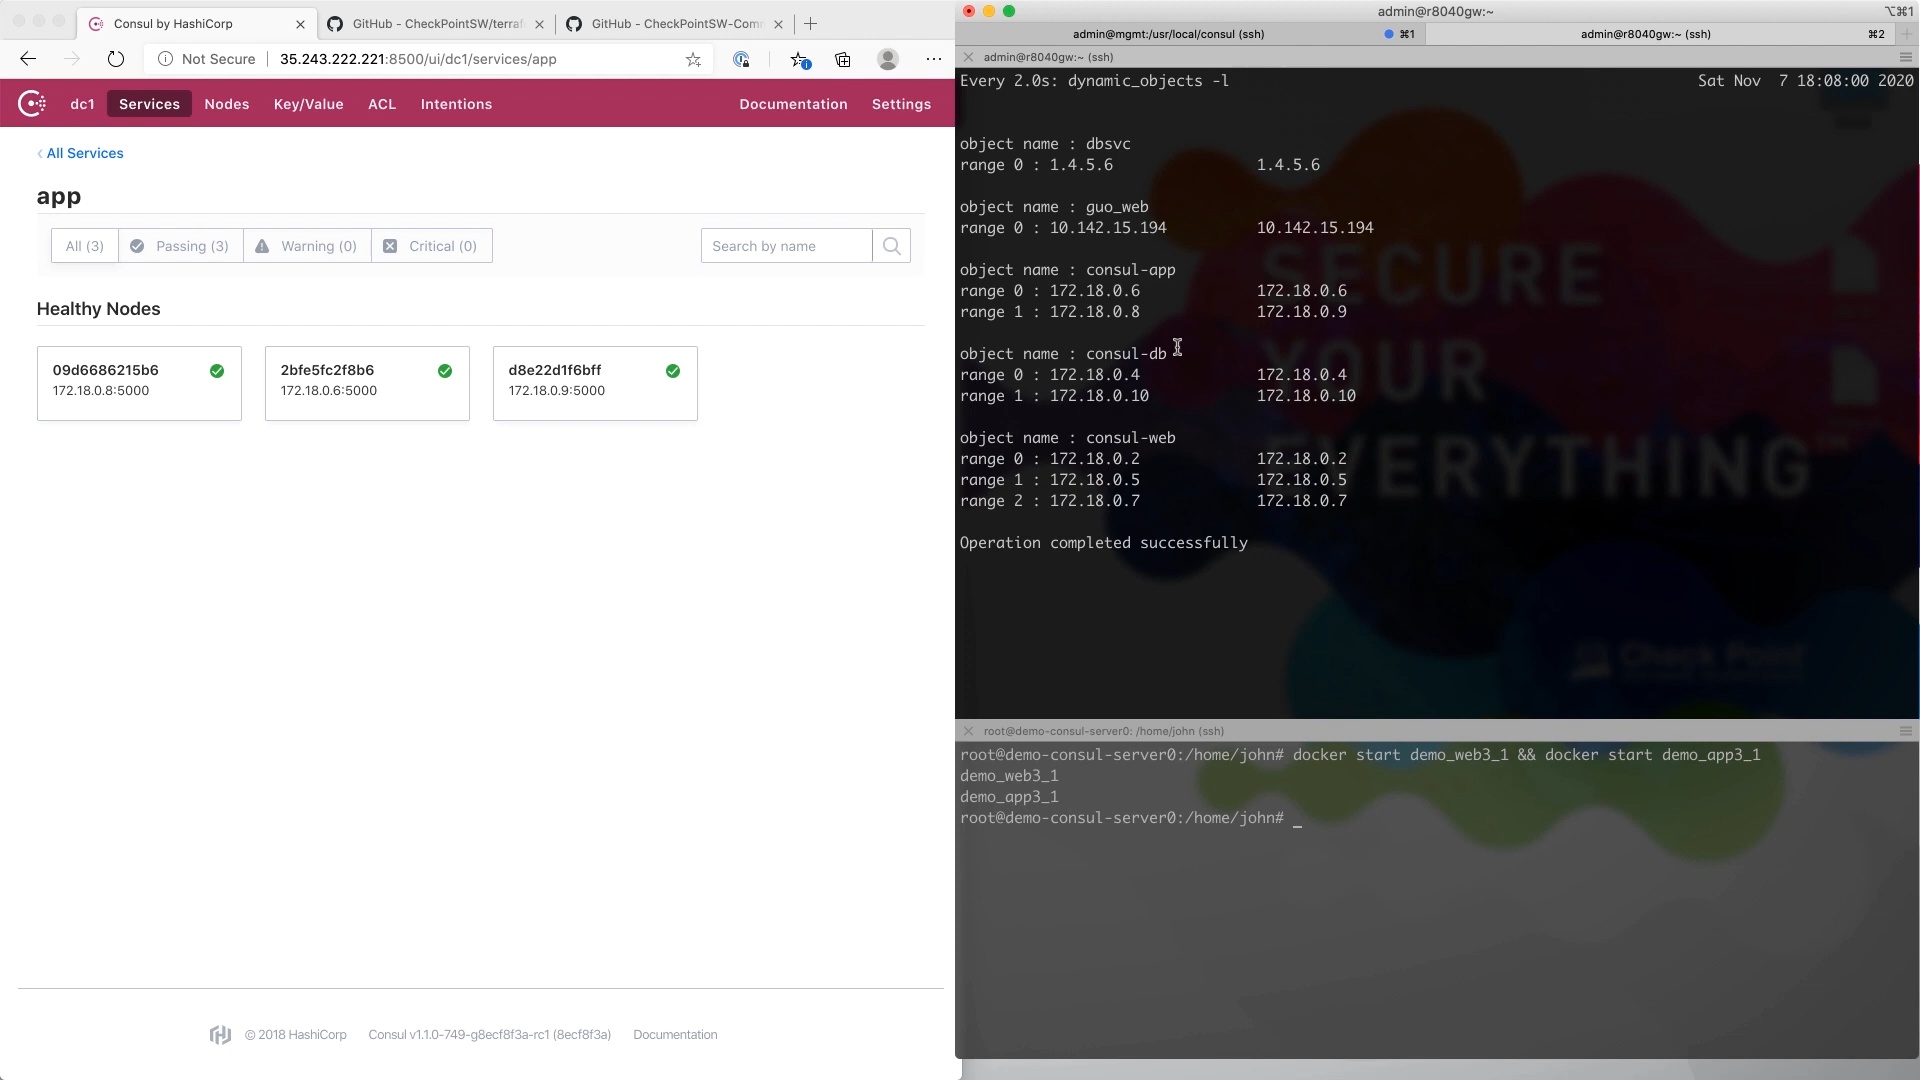 Consul by HashiCorp
GitHub - CheckPointSW/terraf
GitHub - CheckPointSW-Comm
Not Secure
35.243.222.221:8500/ui/dc1/services/app
dc1 Services Nodes Key/Value ACL Intentions Documentation Settings
‹ All Services
app
All (3) Passing (3) Warning (0) Critical (0)
Search by name
Healthy Nodes
09d6686215b6
172.18.0.8:5000
2bfe5fc2f8b6
172.18.0.6:5000
d8e22d1f6bff
172.18.0.9:5000
© 2018 HashiCorp Consul v1.1.0-749-g8ecf8f3a-rc1 (8ecf8f3a) Documentation
admin@r8040gw:~
⌥⌘1
admin@mgmt:/usr/local/consul (ssh) ⌘1
admin@r8040gw:~ (ssh) ⌘2
admin@r8040gw:~ (ssh)
Every 2.0s: dynamic_objects -l Sat Nov 7 18:08:00 2020
object name : dbsvc
range 0 : 1.4.5.6 1.4.5.6
object name : guo_web
range 0 : 10.142.15.194 10.142.15.194
object name : consul-app
range 0 : 172.18.0.6 172.18.0.6
range 1 : 172.18.0.8 172.18.0.9
object name : consul-db
range 0 : 172.18.0.4 172.18.0.4
range 1 : 172.18.0.10 172.18.0.10
object name : consul-web
range 0 : 172.18.0.2 172.18.0.2
range 1 : 172.18.0.5 172.18.0.5
range 2 : 172.18.0.7 172.18.0.7
Operation completed successfully
SECURE
YOUR
EVERYTHING
Check Point
root@demo-consul-server0: /home/john (ssh)
root@demo-consul-server0:/home/john# docker start demo_web3_1 && docker start demo_app3_1
demo_web3_1
demo_app3_1
root@demo-consul-server0:/home/john# _